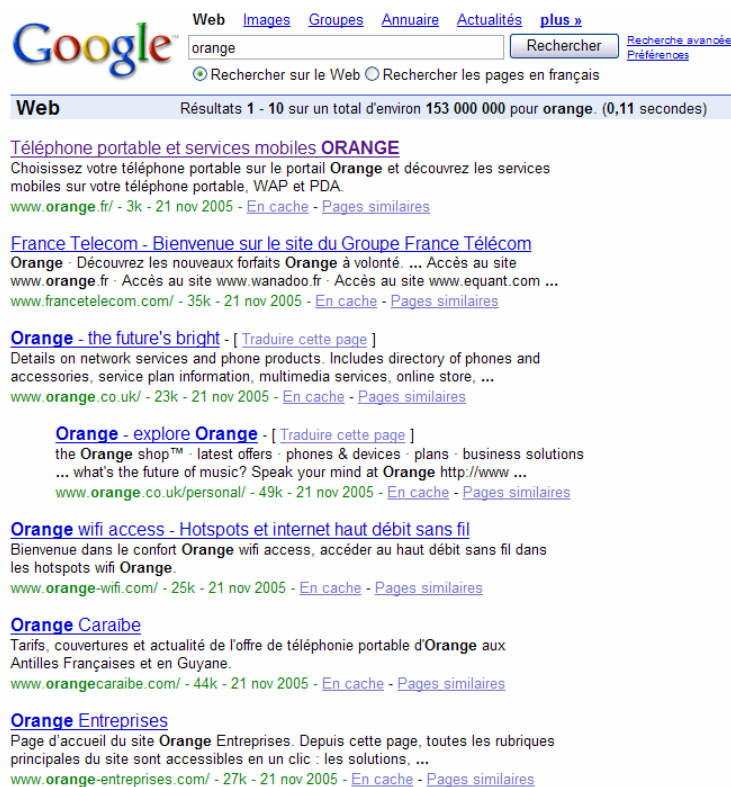 Google™
Web Images Groupes Annuaire Actualités plus »
orange Rechercher Recherche avancée
Préférences
Rechercher sur le Web Rechercher les pages en français
Web Résultats 1 - 10 sur un total d'environ 153 000 000 pour orange. (0,11 secondes)
Téléphone portable et services mobiles ORANGE
Choisissez votre téléphone portable sur le portail Orange et découvrez les services
mobiles sur votre téléphone portable, WAP et PDA.
www.orange.fr/ - 3k - 21 nov 2005 - En cache - Pages similaires
France Telecom - Bienvenue sur le site du Groupe France Télécom
Orange · Découvrez les nouveaux forfaits Orange à volonté. ... Accès au site
www.orange.fr · Accès au site www.wanadoo.fr · Accès au site www.equant.com ...
www.francetelecom.com/ - 35k - 21 nov 2005 - En cache - Pages similaires
Orange - the future's bright - [ Traduire cette page ]
Details on network services and phone products. Includes directory of phones and
accessories, service plan information, multimedia services, online store, ...
www.orange.co.uk/ - 23k - 21 nov 2005 - En cache - Pages similaires
Orange - explore Orange - [ Traduire cette page ]
the Orange shop™ · latest offers · phones & devices · plans · business solutions
... what's the future of music? Speak your mind at Orange http://www ...
www.orange.co.uk/personal/ - 49k - 21 nov 2005 - En cache - Pages similaires
Orange wifi access - Hotspots et internet haut débit sans fil
Bienvenue dans le confort Orange wifi access, accéder au haut débit sans fil dans
les hotspots wifi Orange.
www.orange-wifi.com/ - 25k - 21 nov 2005 - En cache - Pages similaires
Orange Caraïbe
Tarifs, couvertures et actualité de l'offre de téléphonie portable d'Orange aux
Antilles Françaises et en Guyane.
www.orangecaraibe.com/ - 44k - 21 nov 2005 - En cache - Pages similaires
Orange Entreprises
Page d'accueil du site Orange Entreprises. Depuis cette page, toutes les rubriques
principales du site sont accessibles en un clic : les solutions, ...
www.orange-entreprises.com/ - 27k - 21 nov 2005 - En cache - Pages similaires